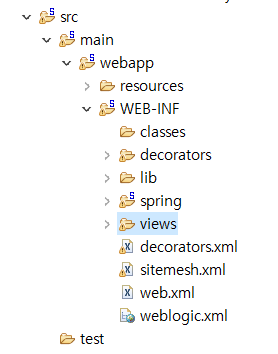 src
main
webapp
resources
WEB-INF
classes
decorators
lib
spring
views
decorators.xml
sitemesh.xml
web.xml
weblogic.xml
test